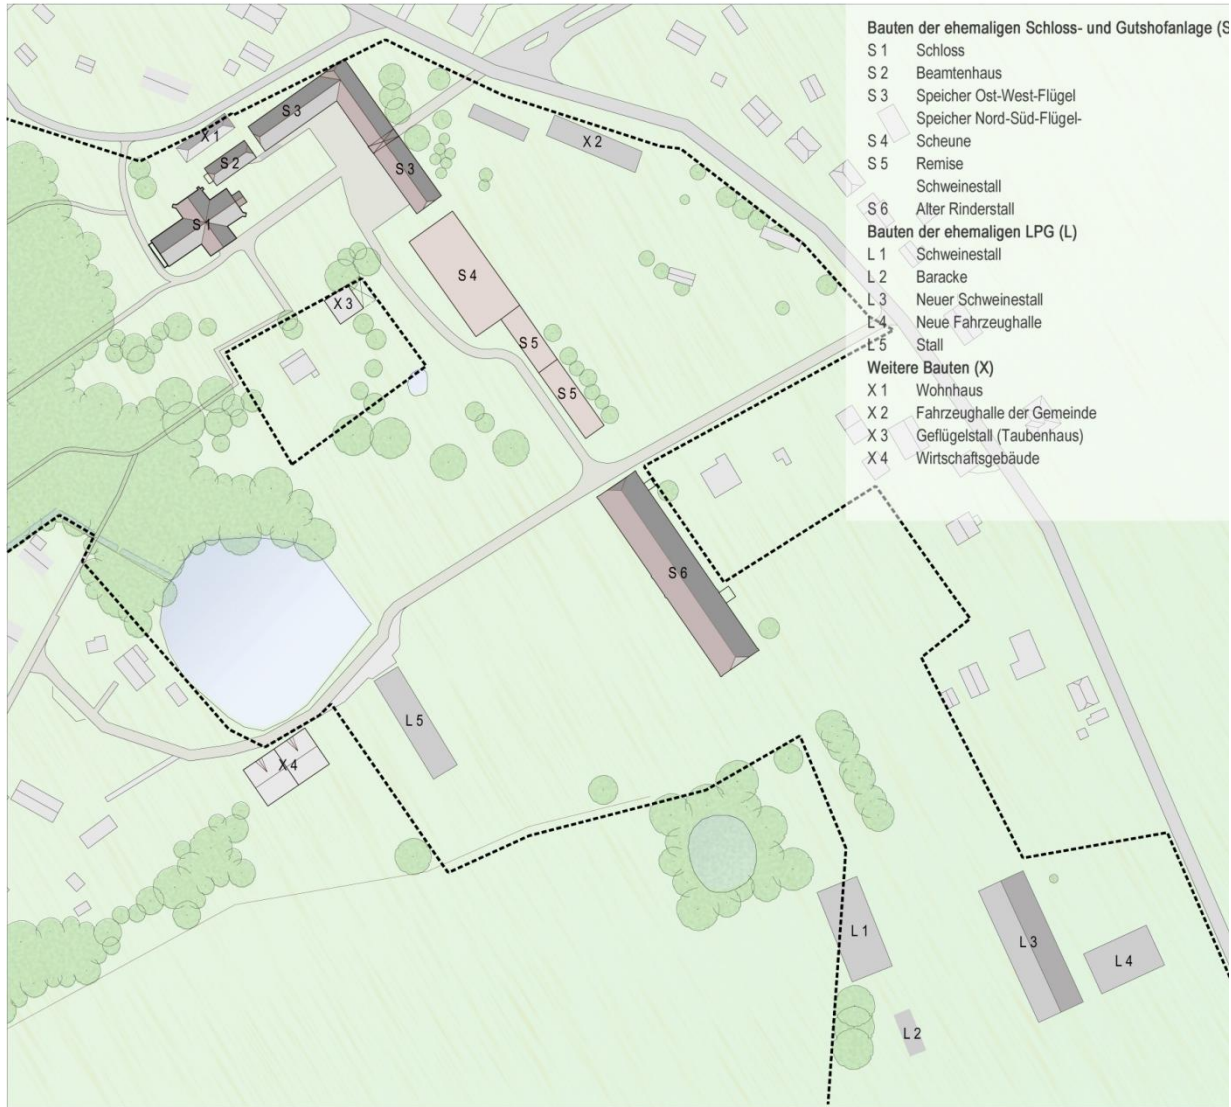 Bauten der ehemaligen Schloss- und Gutshofanlage (S
S 1 Schloss
S 2 Beamtenhaus
S 3 Speicher Ost-West-Flügel
Speicher Nord-Süd-Flügel-
S 4 Scheune
S 5 Remise
Schweinestall
S 6 Alter Rinderstall
Bauten der ehemaligen LPG (L)
L 1 Schweinestall
L 2 Baracke
L 3 Neuer Schweinestall
L 4 Neue Fahrzeughalle
L 5 Stall
Weitere Bauten (X)
X 1 Wohnhaus
X 2 Fahrzeughalle der Gemeinde
X 3 Geflügelstall (Taubenhaus)
X 4 Wirtschaftsgebäude
S 3
X 1
X 2
S 2
S 3
S 1
S 4
X 3
S 5
S 5
S 6
L 5
X 4
L 1
L 3
L 4
L 2